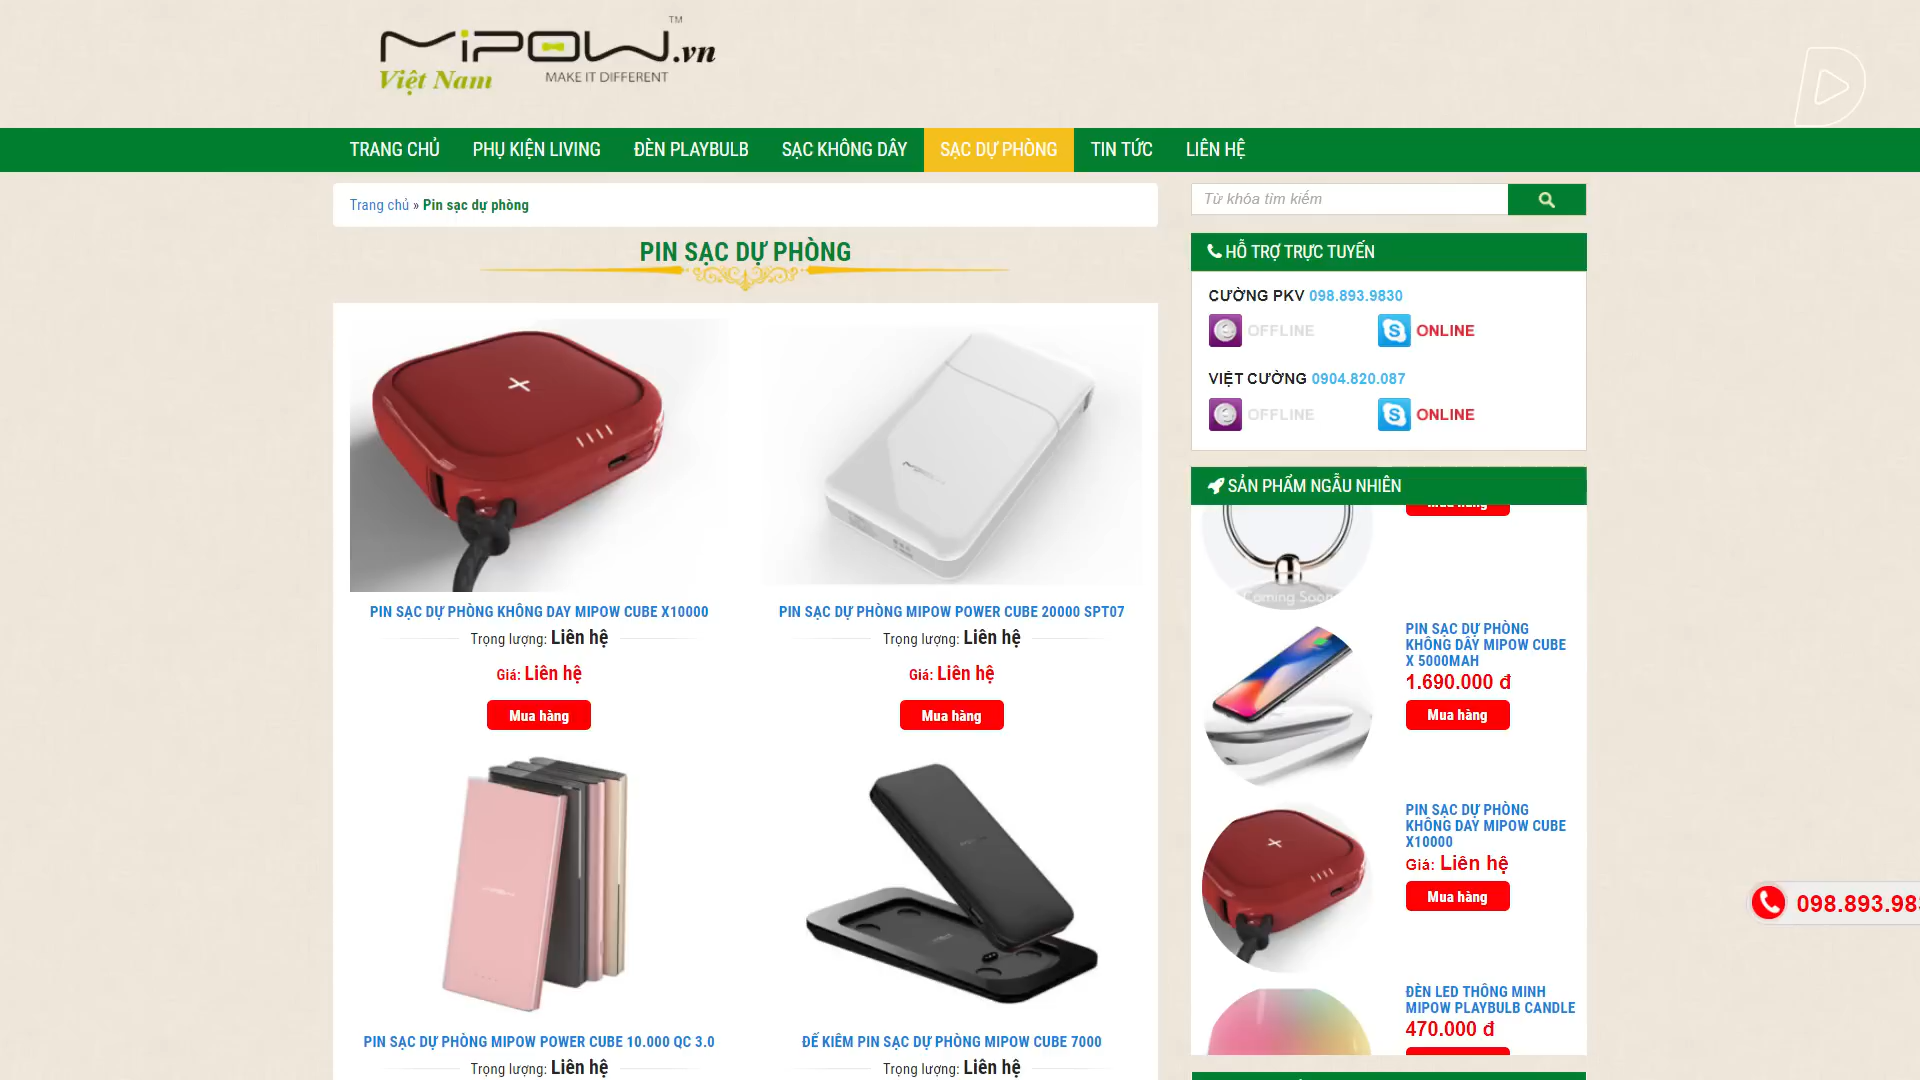 MIPOW.vn
TM
Việt Nam
MAKE IT DIFFERENT
TRANG CHỦ PHỤ KIỆN LIVING ĐÈN PLAYBULB SẠC KHÔNG DÂY SẠC DỰ PHÒNG TIN TỨC LIÊN HỆ
Trang chủ » Pin sạc dự phòng
PIN SẠC DỰ PHÒNG
PIN SẠC DỰ PHÒNG KHÔNG DAY MIPOW CUBE X10000
Trọng lượng: Liên hệ
Giá: Liên hệ
Mua hàng
MIPOW
PIN SẠC DỰ PHÒNG MIPOW POWER CUBE 20000 SPT07
Trọng lượng: Liên hệ
Giá: Liên hệ
Mua hàng
MIPOW
PIN SẠC DỰ PHÒNG MIPOW POWER CUBE 10.000 QC 3.0
Trọng lượng: Liên hệ
ĐẾ KIÊM PIN SẠC DỰ PHÒNG MIPOW CUBE 7000
Trọng lượng: Liên hệ
Từ khóa tìm kiếm
HỖ TRỢ TRỰC TUYẾN
CƯỜNG PKV 098.893.9830
OFFLINE ONLINE
VIỆT CƯỜNG 0904.820.087
OFFLINE ONLINE
SẢN PHẨM NGẪU NHIÊN
Mua hàng
Coming Soon
PIN SẠC DỰ PHÒNG
KHÔNG DÂY MIPOW CUBE
X 5000MAH
1.690.000 đ
Mua hàng
PIN SẠC DỰ PHÒNG
KHÔNG DAY MIPOW CUBE
X10000
Giá: Liên hệ
Mua hàng
ĐÈN LED THÔNG MINH
MIPOW PLAYBULB CANDLE
470.000 đ
098.893.98